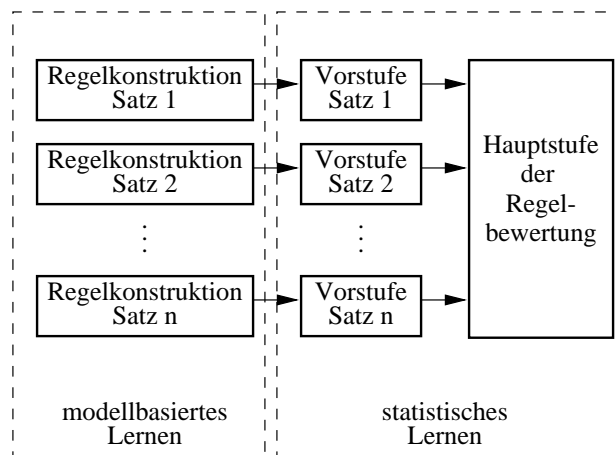 Regelkonstruktion
Satz 1
Vorstufe
Satz 1
Regelkonstruktion
Satz 2
Vorstufe
Satz 2
Regelkonstruktion
Satz n
Vorstufe
Satz n
Hauptstufe
der
Regel-
bewertung
modellbasiertes
Lernen
statistisches
Lernen